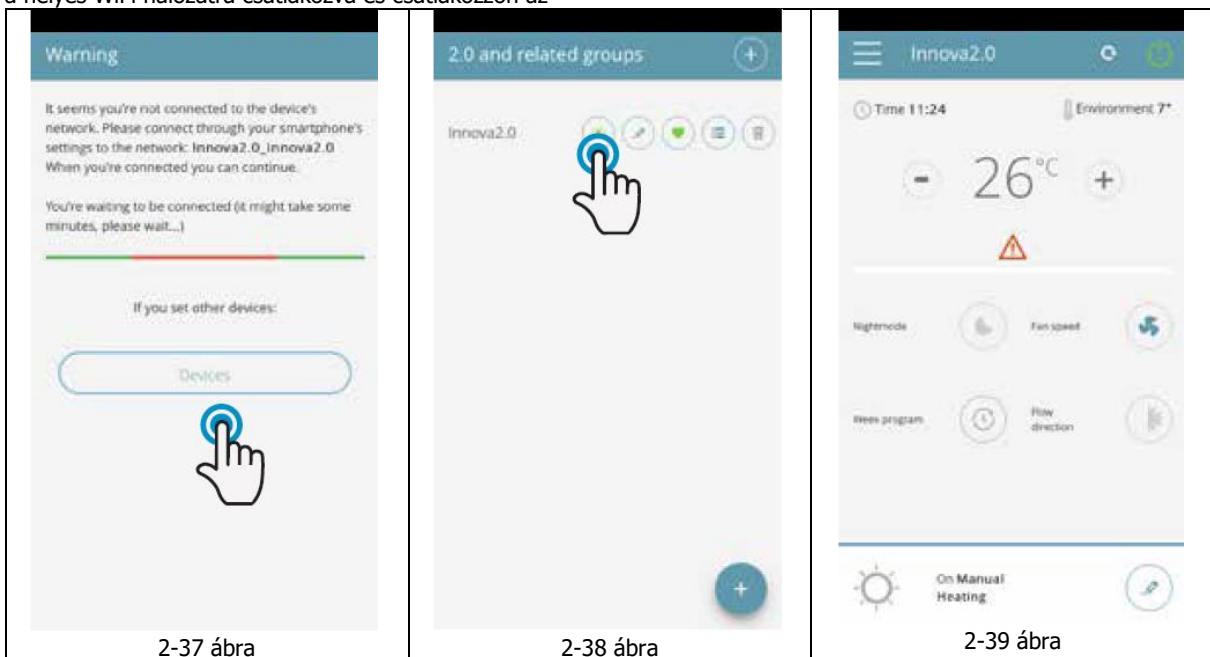 Warning
It seems you're not connected to the device's
network. Please connect through your smartphone's
settings to the network: Innova2.0_Innova2.0
When you're connected you can continue.
You're waiting to be connected (it might take some
minutes, please wait...)
If you set other devices:
Devices
2-37 ábra
2.0 and related groups
Innova2.0
2-38 ábra
Innova2.0
Time 11:24
Environment 7°
26°C
Nightmode
Fan speed
Week program
Flow
direction
On Manual
Heating
2-39 ábra